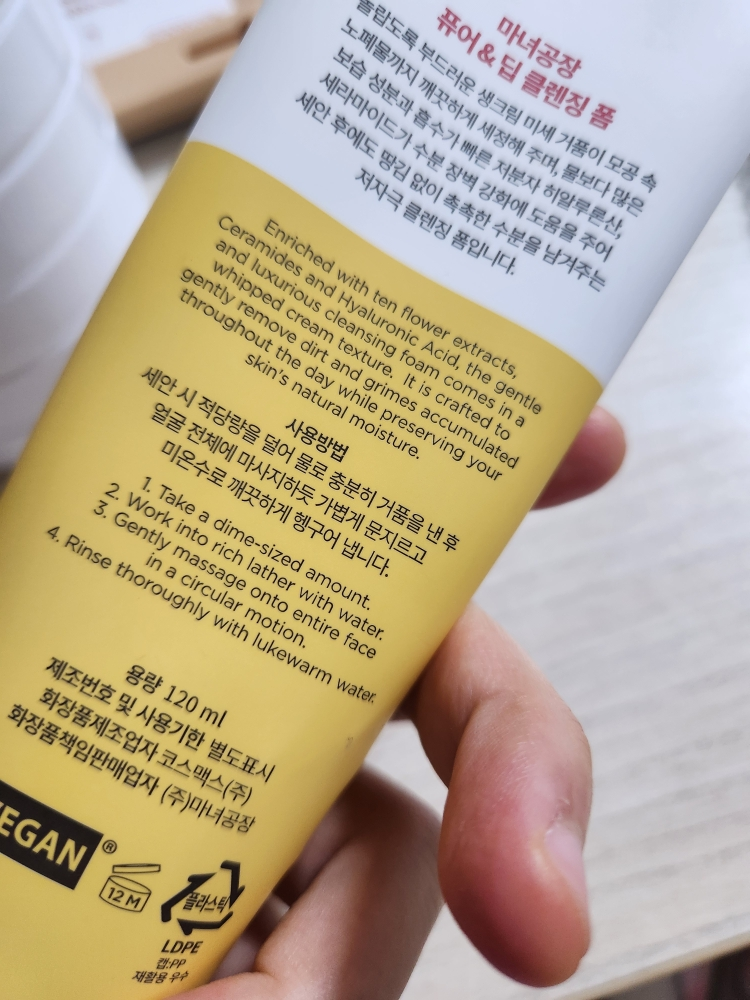 마녀공장
퓨어 & 딥 클렌징 폼
놀랍도록 부드러운 생크림 미세 거품이 모공 속
노폐물까지 깨끗하게 세정해 주며, 물보다 많은
보습 성분과 흡수가 빠른 저분자 히알루론산,
세라마이드가 수분 장벽 강화에 도움을 주어
세안 후에도 땅김 없이 촉촉한 수분을 남겨주는
저자극 클렌징 폼입니다.
Enriched with ten flower extracts,
Ceramides and Hyaluronic Acid, the gentle
and luxurious cleansing foam comes in a
whipped cream texture. It is crafted to
gently remove dirt and grimes accumulated
throughout the day while preserving your
skin's natural moisture.
사용방법
세안 시 적당량을 덜어 물로 충분히 거품을 낸 후
얼굴 전체에 마사지하듯 가볍게 문지르고
미온수로 깨끗하게 헹구어 냅니다.
1. Take a dime-sized amount.
2. Work into rich lather with water.
3. Gently massage onto entire face
in a circular motion.
4. Rinse thoroughly with lukewarm water.
용량 120 ml
제조번호 및 사용기한 별도표시
화장품제조업자 코스맥스(주)
화장품책임판매업자 (주)마녀공장
VEGAN®
12 M
플라스틱
LDPE
캡:PP
재활용 우수